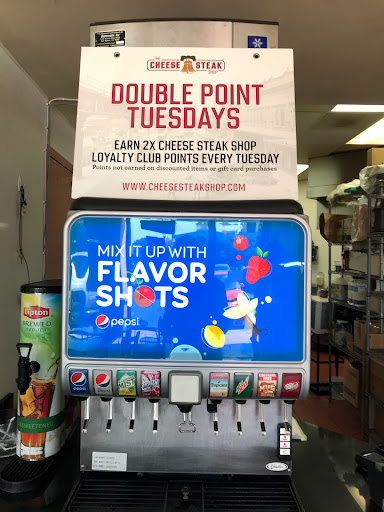 THE
CHEESE STEAK
SHOP
DOUBLE POINT
TUESDAYS
EARN 2X CHEESE STEAK SHOP
LOYALTY CLUB POINTS EVERY TUESDAY
Points not earned on discounted items or gift card purchases
WWW.CHEESESTEAKSHOP.COM
MIX IT UP WITH
FLAVOR
SHOTS
pepsi
Lipton
BREWED